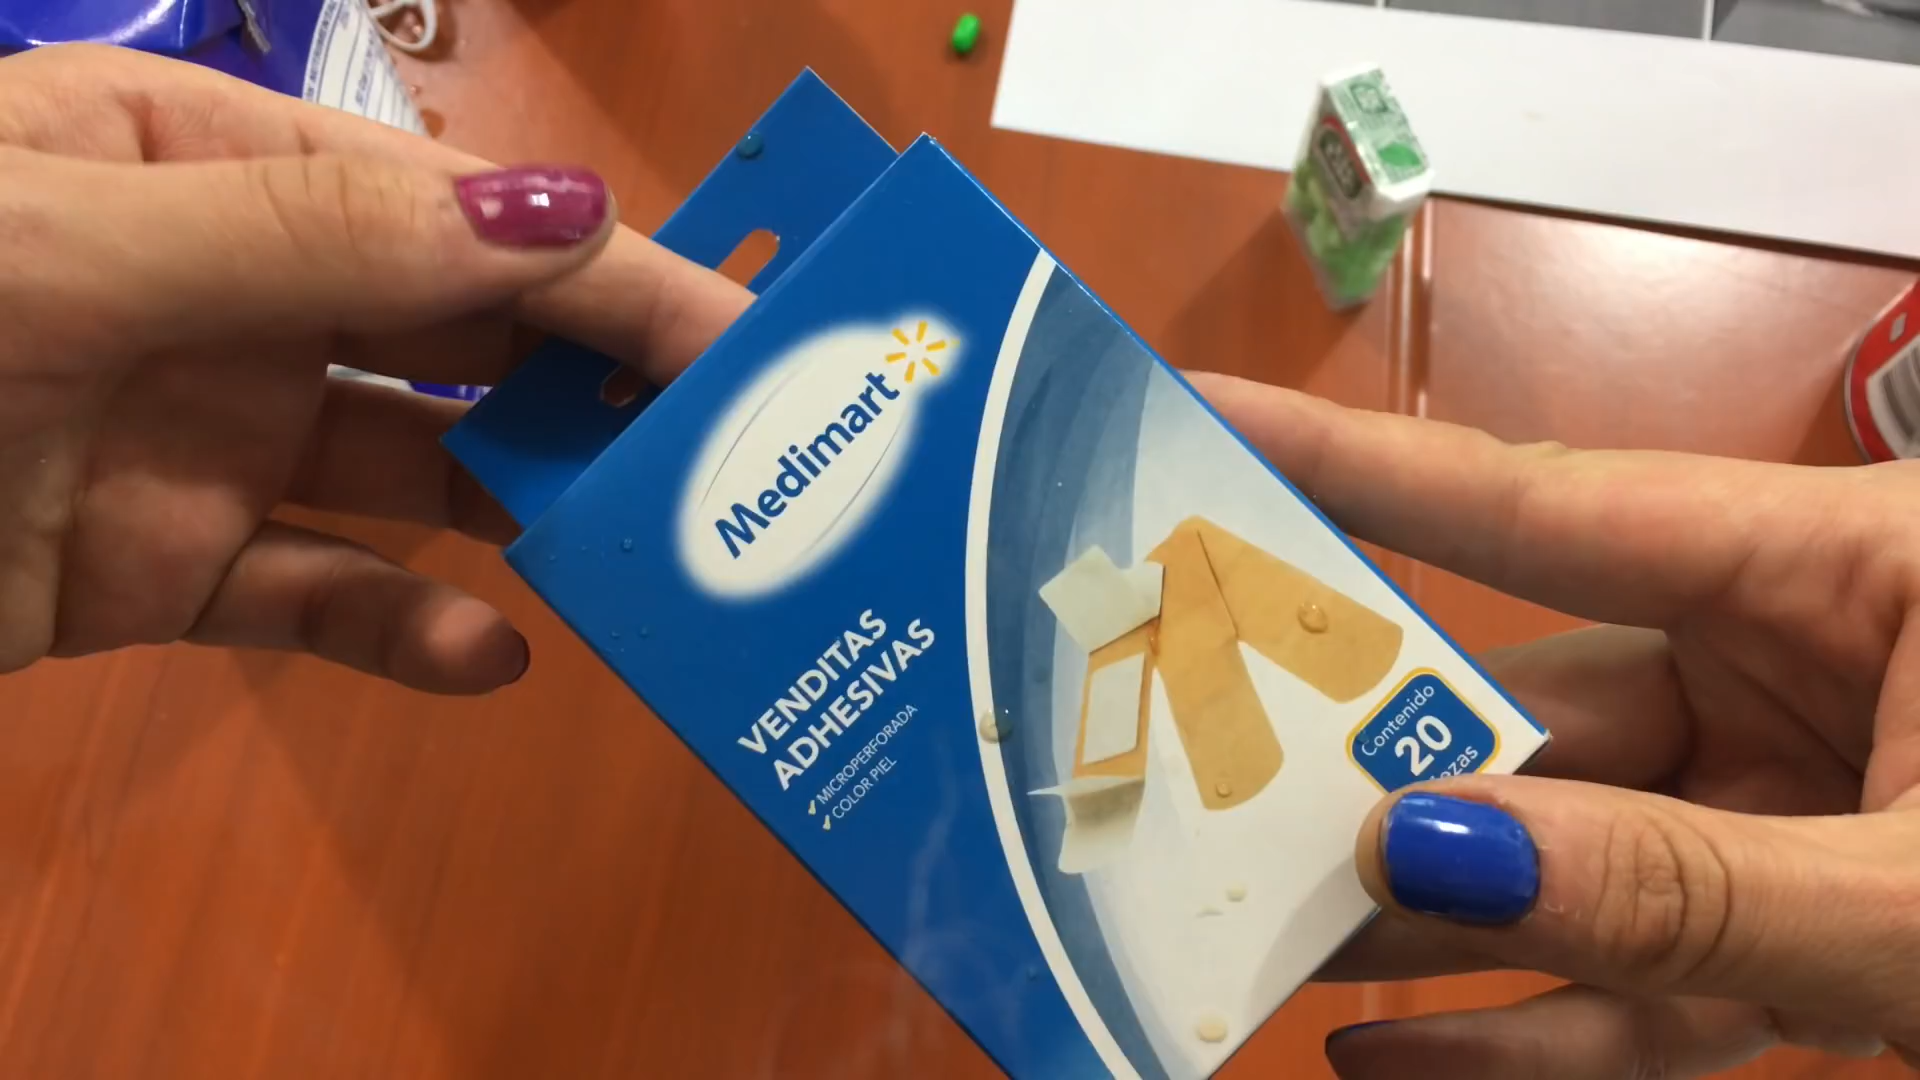 Medimart
VENDITAS
ADHESIVAS
MICROPERFORADA
COLOR PIEL
Contenido
20